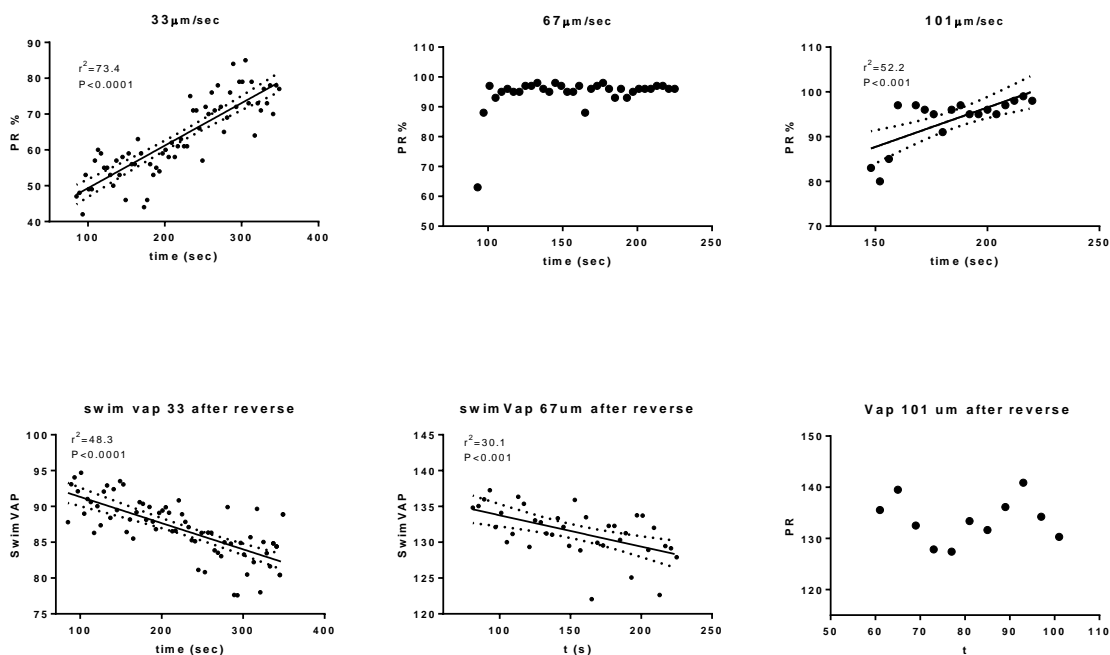 33µm/sec
r²=73.4
P<0.0001
PR %
90
80
70
60
50
40
100 200 300 400
time (sec)
67µm/sec
PR %
110
100
90
80
70
60
50
100 150 200 250
time (sec)
101µm/sec
r²=52.2
P<0.001
PR %
110
100
90
80
70
150 200 250
time (sec)
swim vap 33 after reverse
r²=48.3
P<0.0001
SwimVAP
100
95
90
85
80
75
100 200 300 400
time (sec)
swimVap 67um after reverse
r²=30.1
P<0.001
SwimVAP
145
140
135
130
125
120
100 150 200 250
t (s)
Vap 101 um after reverse
PR
150
140
130
120
50 60 70 80 90 100 110
t